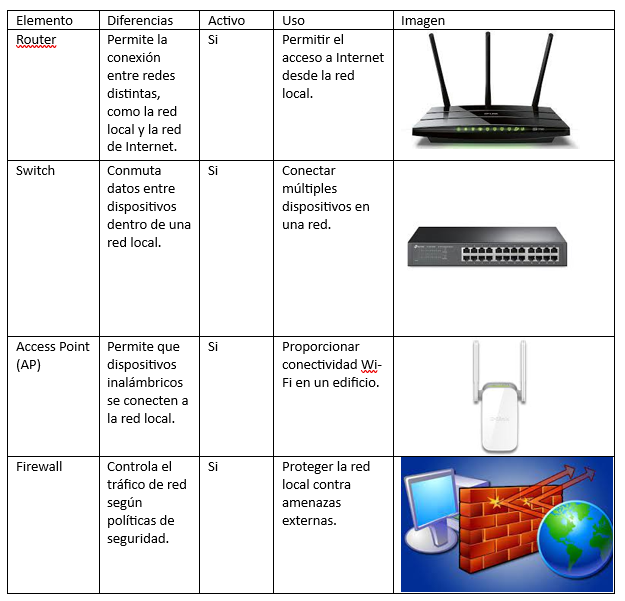 Elemento Diferencias Activo Uso Imagen
Router Permite la conexión entre redes distintas, como la red local y la red de Internet. Si Permitir el acceso a Internet desde la red local.
Switch Conmuta datos entre dispositivos dentro de una red local. Si Conectar múltiples dispositivos en una red.
Access Point (AP) Permite que dispositivos inalámbricos se conecten a la red local. Si Proporcionar conectividad Wi-Fi en un edificio.
Firewall Controla el tráfico de red según políticas de seguridad. Si Proteger la red local contra amenazas externas.